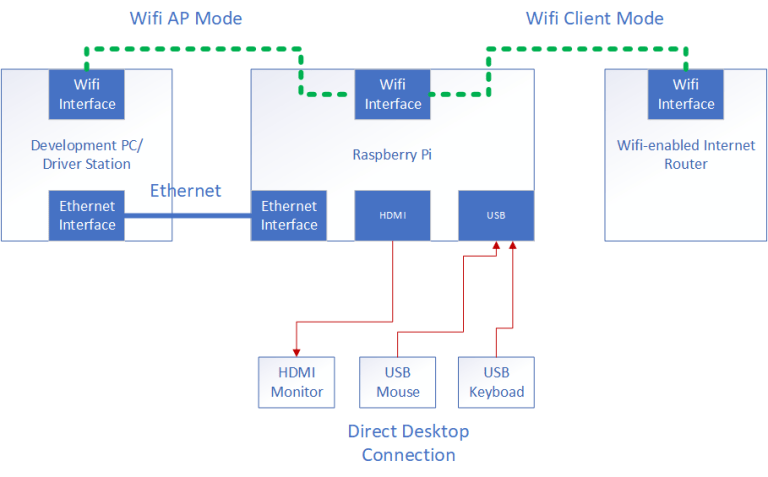 Wifi AP Mode
Wifi Client Mode
Wifi
Interface
Wifi
Interface
Wifi
Interface
Development PC/
Driver Station
Raspberry Pi
Wifi-enabled Internet
Router
Ethernet
Ethernet
Interface
Ethernet
Interface
HDMI
USB
HDMI
Monitor
USB
Mouse
USB
Keyboad
Direct Desktop
Connection